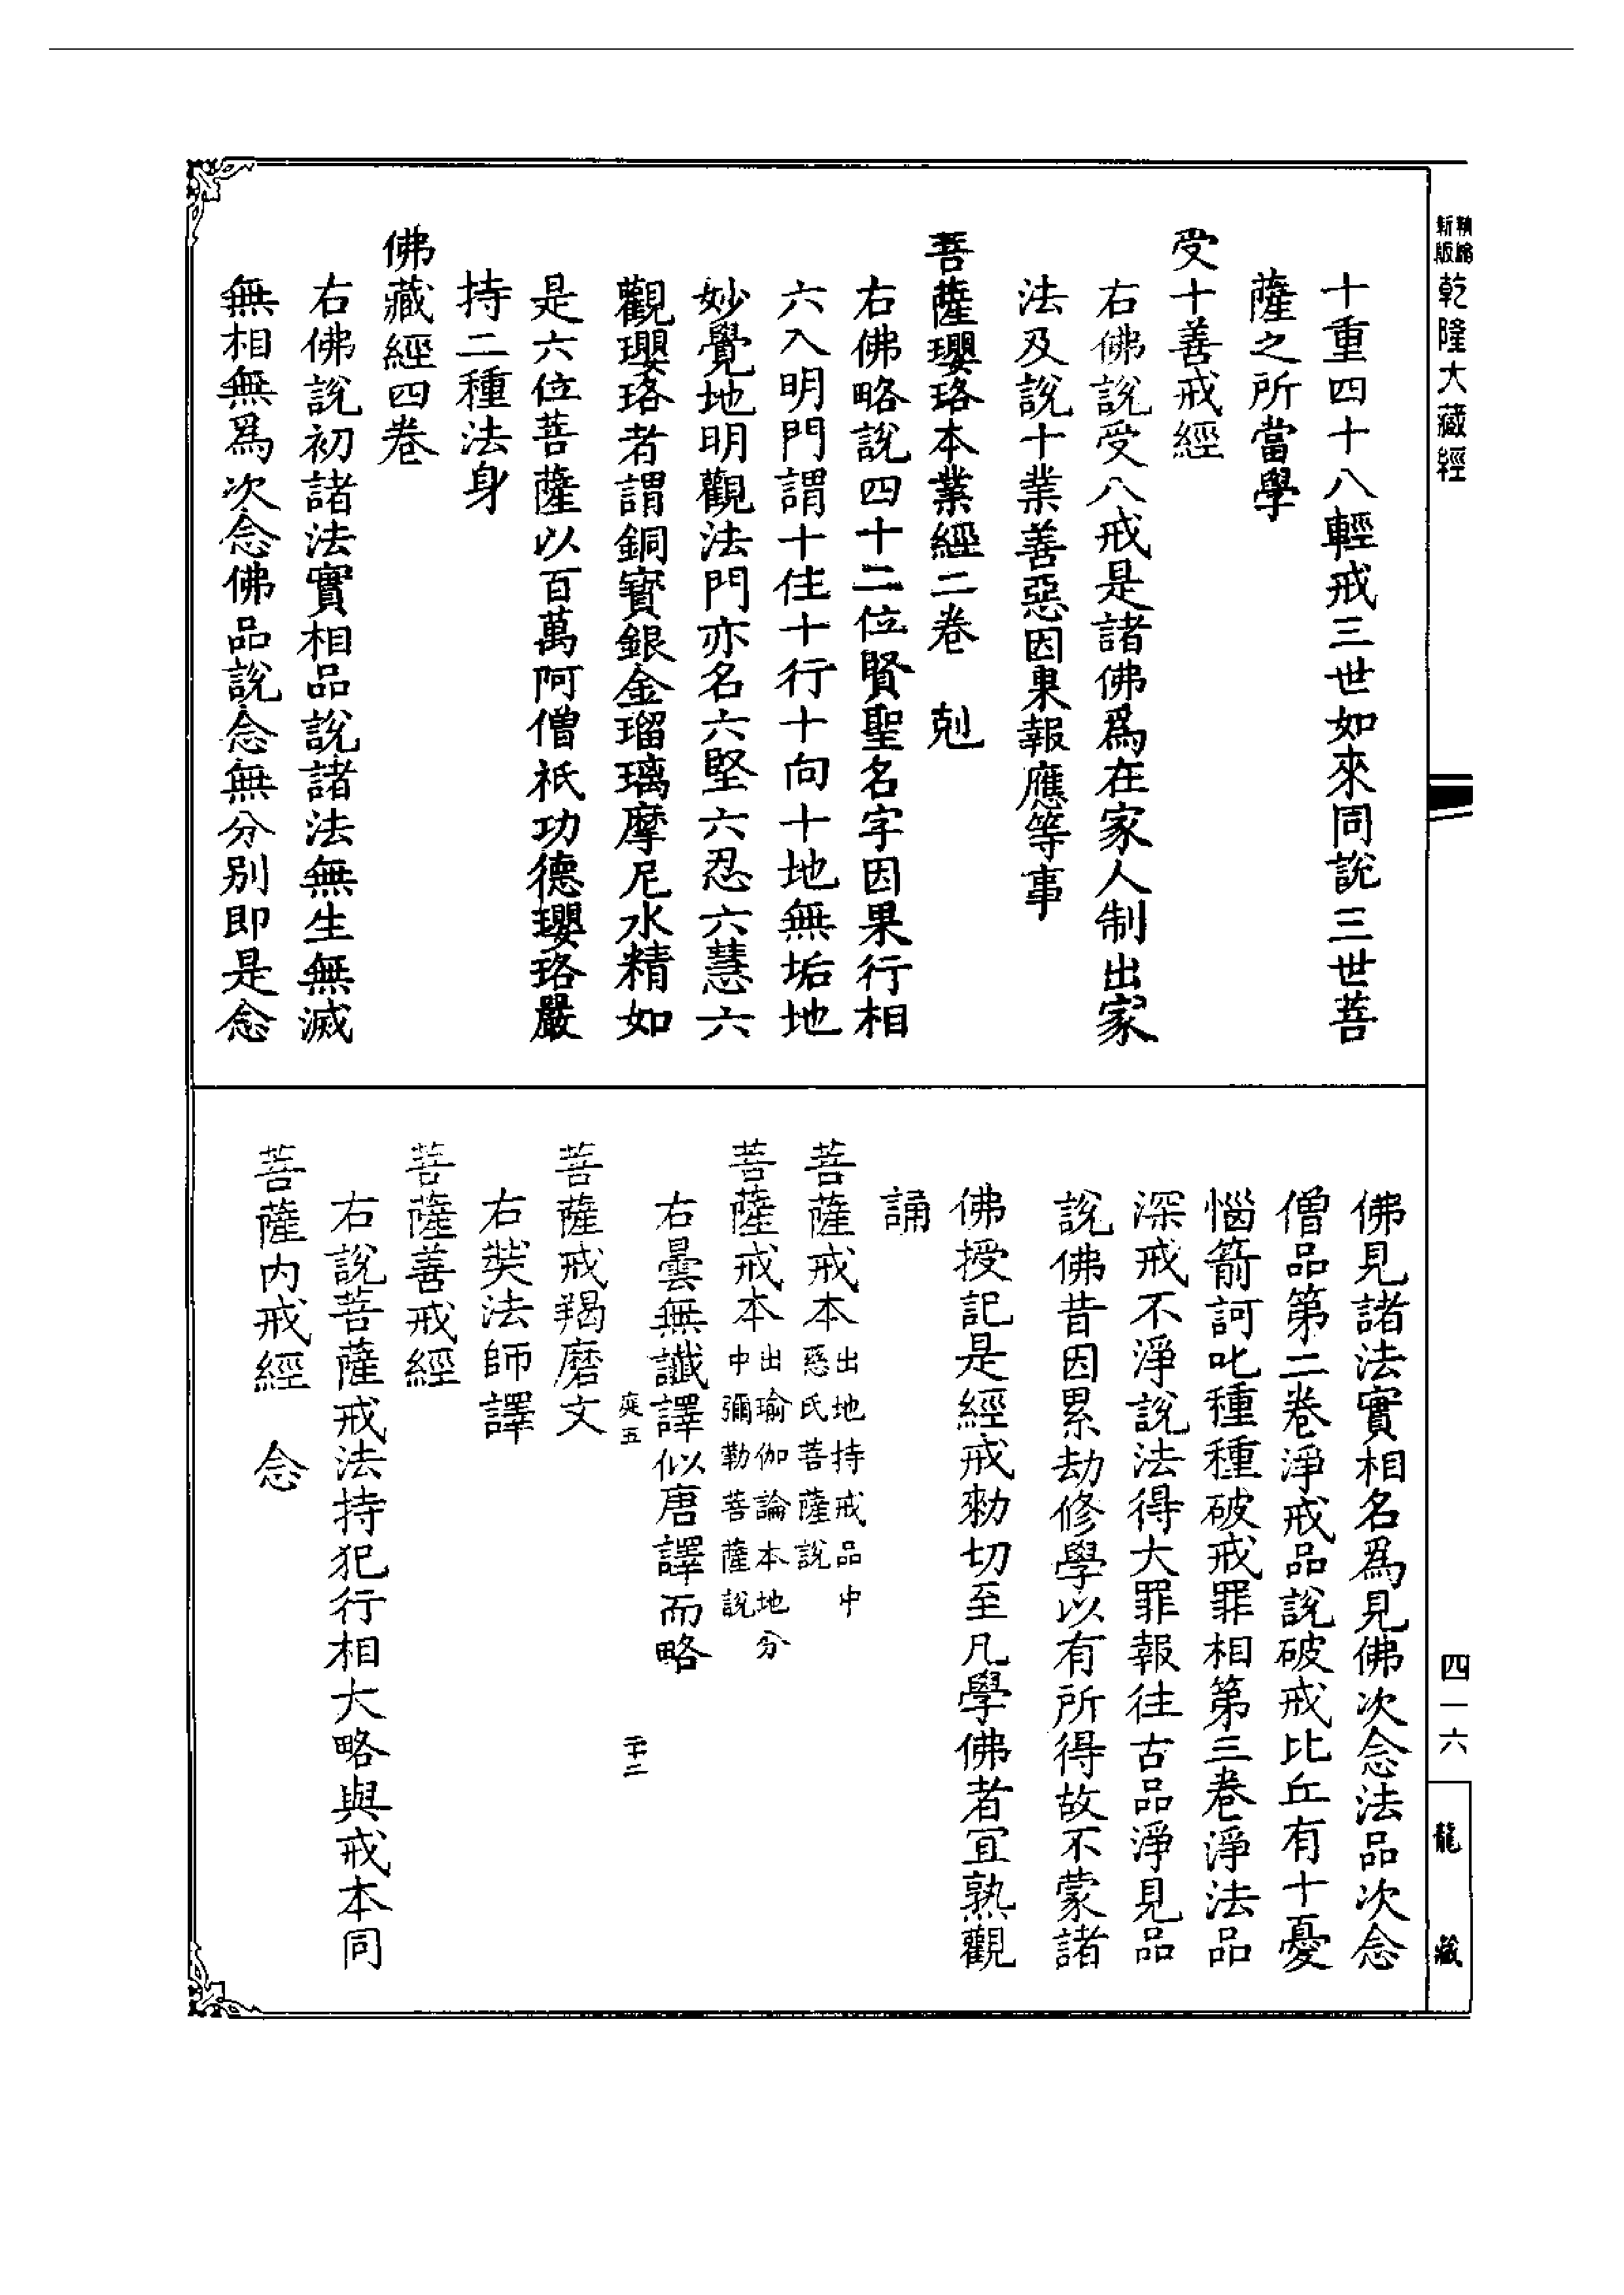 新版
精縮
乾隆大藏經
十重四十八輕戒三世如來同說三世菩
薩之所當學
受十善戒經
右佛說受八戒是諸佛爲在家人制出家
法及說十業善惡因果報應等事
菩薩瓔珞本業經二卷　剋
右佛略說四十二位賢聖名字因果行相
六入明門謂十住十行十向十地無垢地
妙覺地明觀法門亦名六堅六忍六慧六
觀瓔珞者謂銅寶銀金瑠璃摩尼水精如
是六位菩薩以百萬阿僧祇功德瓔珞嚴
持二種法身
佛藏經四卷
右佛說初諸法實相品說諸法無生無滅
無相無爲次念佛品說念無分別即是念
佛見諸法實相名爲見佛次念法品次念
僧品第二卷淨戒品說破戒比丘有十憂
惱箭訶叱種種破戒罪相第三卷淨法品
深戒不淨說法得大罪報往古品淨見品
說佛昔因累劫修學以有所得故不蒙諸
佛授記是經戒勑切至凡學佛者宜熟觀
誦
菩薩戒本出地持戒品中
慈氏菩薩說
菩薩戒本出瑜伽論本地分
中彌勒菩薩說
右曇無讖譯似唐譯而略
菩薩戒羯磨文
右奘法師譯
菩薩善戒經
右說菩薩戒法持犯行相大略與戒本同
菩薩內戒經　念
四一六
龍藏